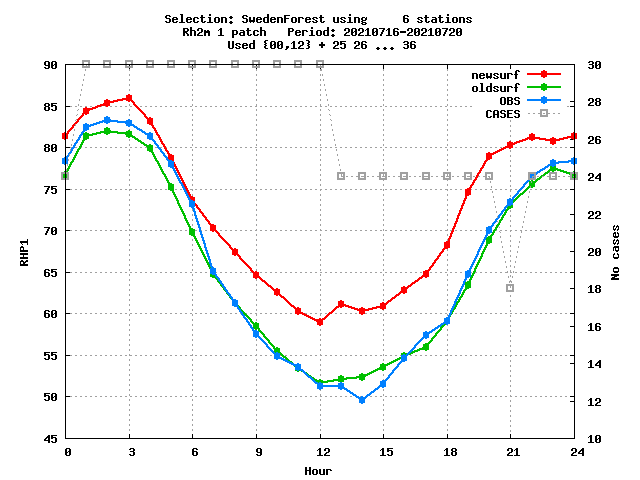 Selection: SwedenForest using     6 stations
Rh2m 1 patch   Period: 20210716-20210720
Used {00,12} + 25 26 ... 36
newsurf
oldsurf
OBS
CASES
90
85
80
75
70
65
60
55
50
45
RHP1
30
28
26
24
22
20
18
16
14
12
10
No cases
0 3 6 9 12 15 18 21 24
Hour